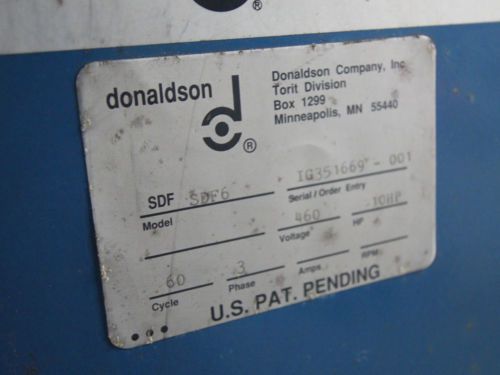 ®
donaldson
®
Donaldson Company, Inc
Torit Division
Box 1299
Minneapolis, MN 55440
SDF SDF6
IG351669 - 001
Model
Serial / Order Entry
460 10HP
Voltage HP
60 3
Cycle Phase Amps RPM
U.S. PAT. PENDING